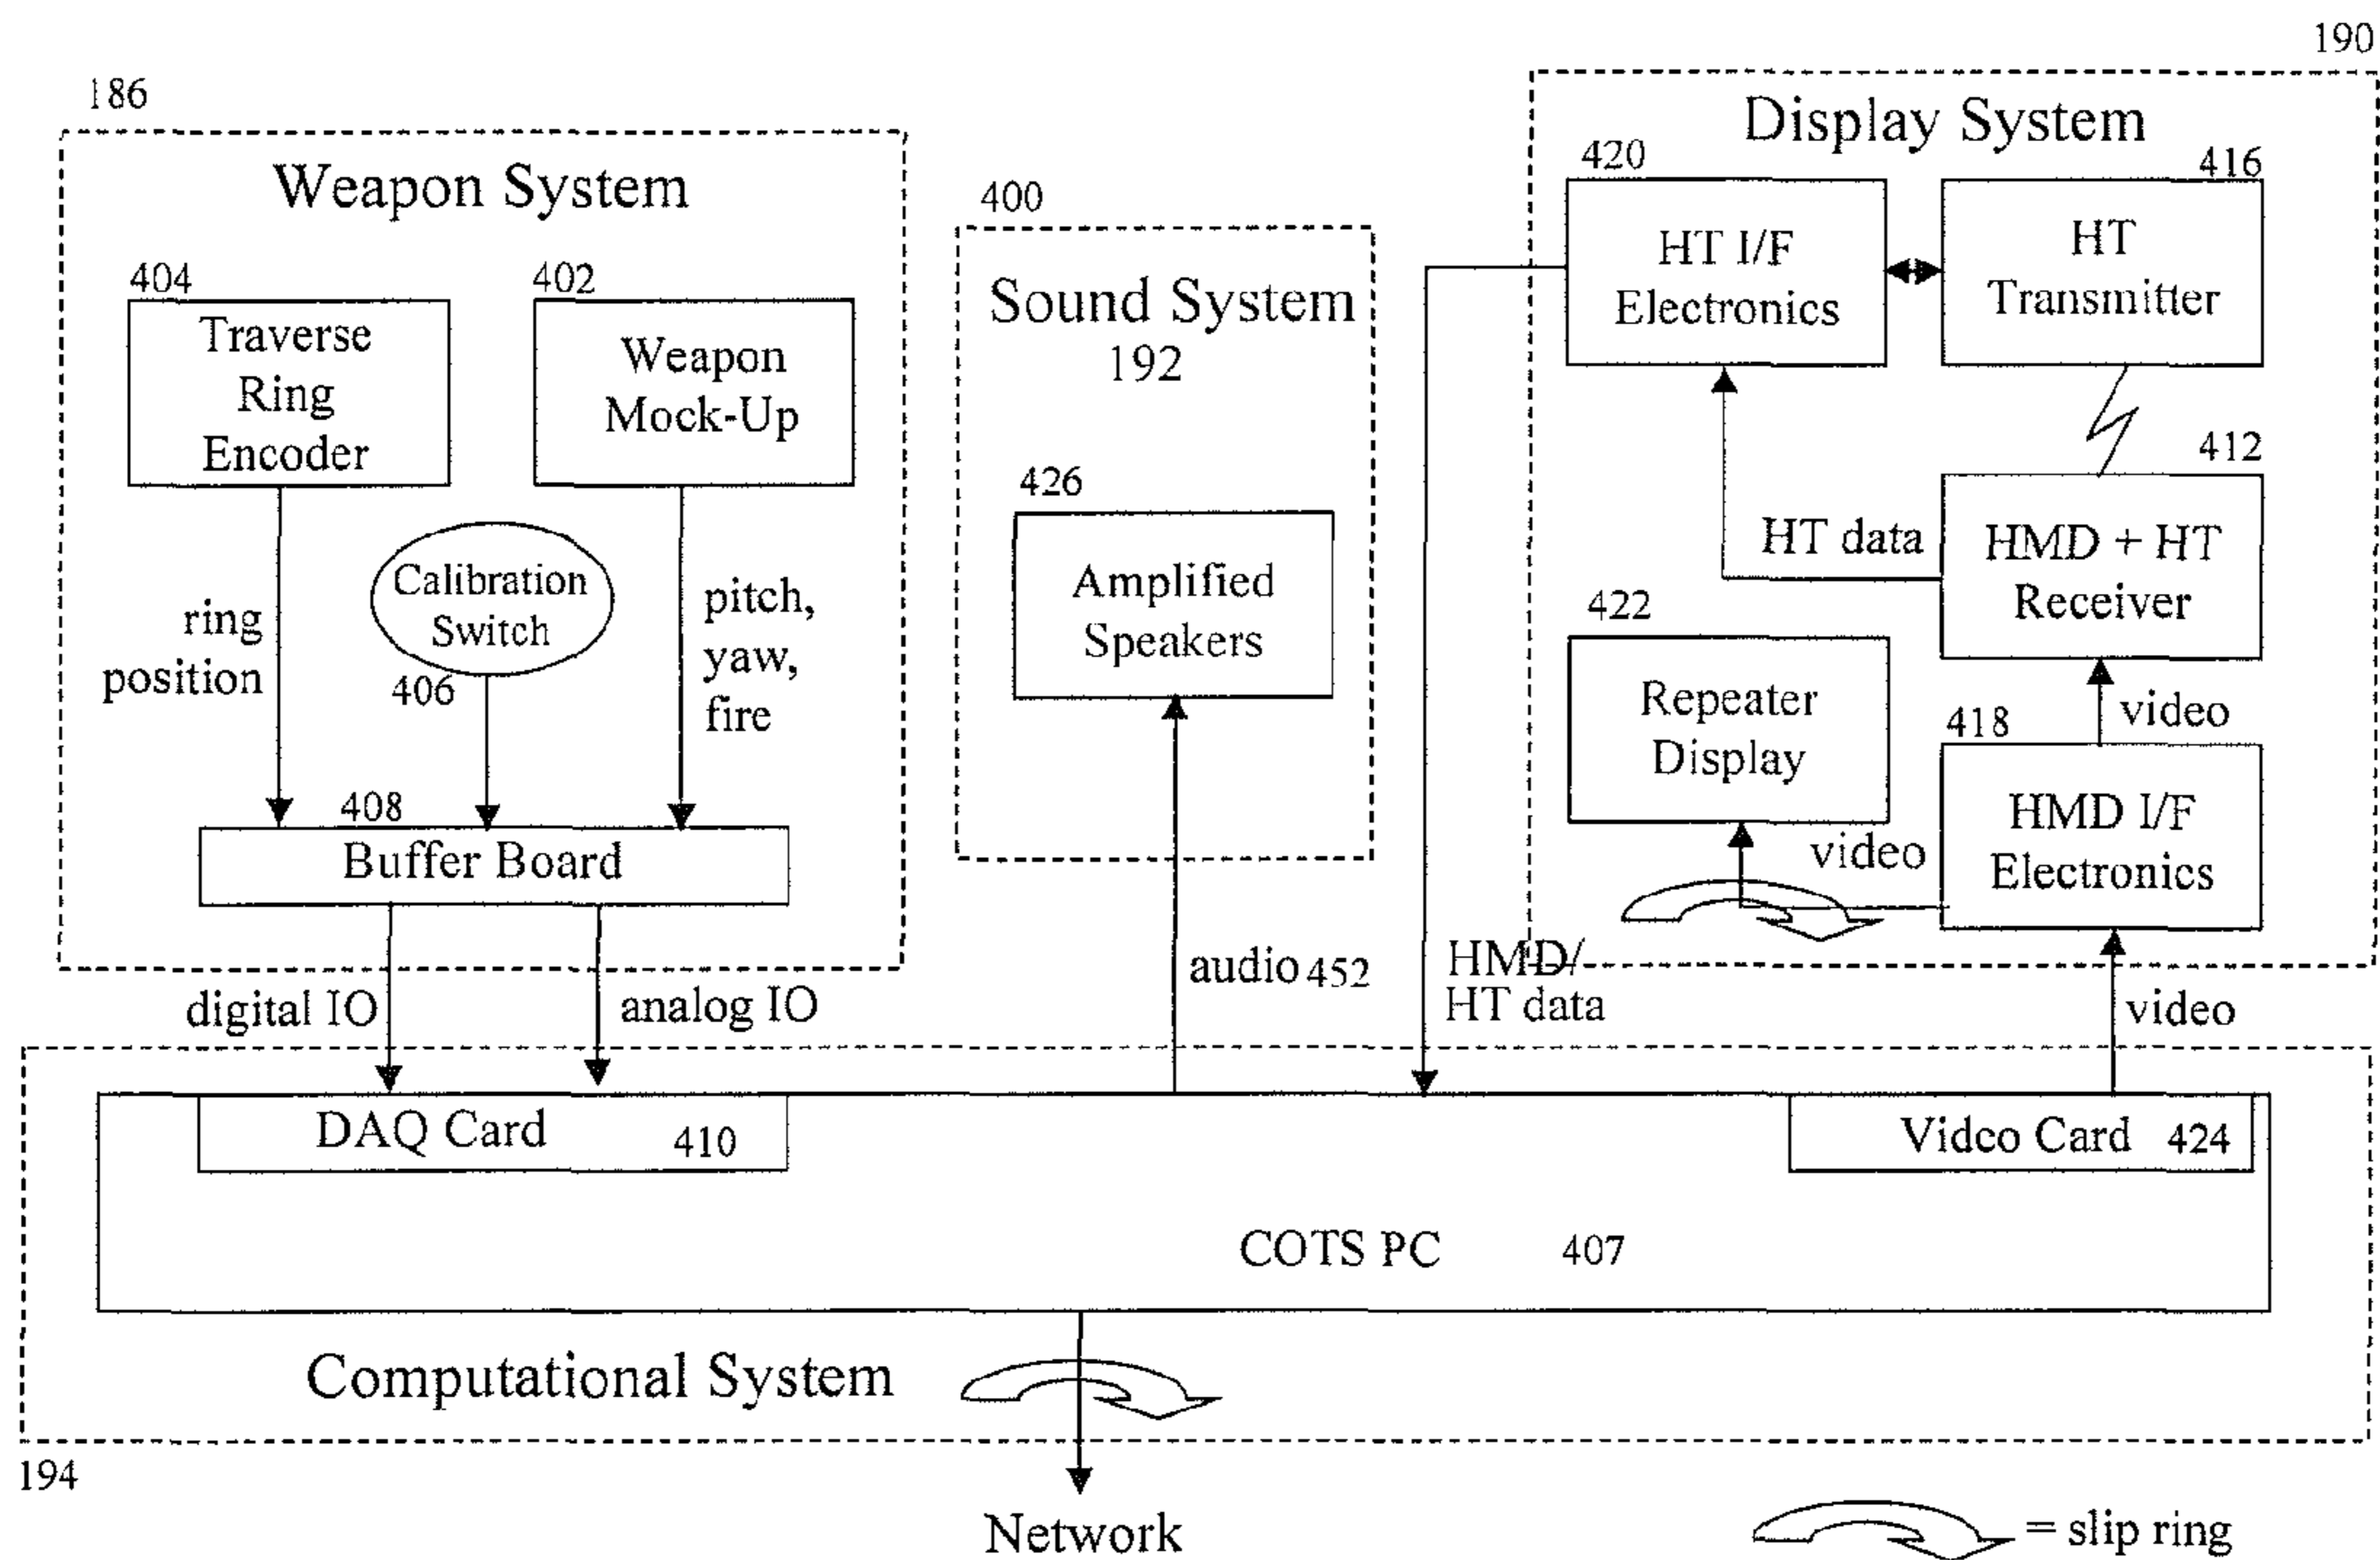 190
186
Display System
Weapon System
420
416
400
HT I/F
Electronics
HT
Transmitter
404
402
Sound System
192
Traverse
Ring
Encoder
Weapon
Mock-Up
412
426
HT data
HMD + HT
Receiver
Calibration
Switch
406
ring
position
pitch,
yaw,
fire
Amplified
Speakers
422
Repeater
Display
video
418
408
Buffer Board
video
HMD I/F
Electronics
digital IO
analog IO
audio 452
HMD/
HT data
video
DAQ Card 410
Video Card 424
COTS PC 407
Computational System
194
Network
= slip ring